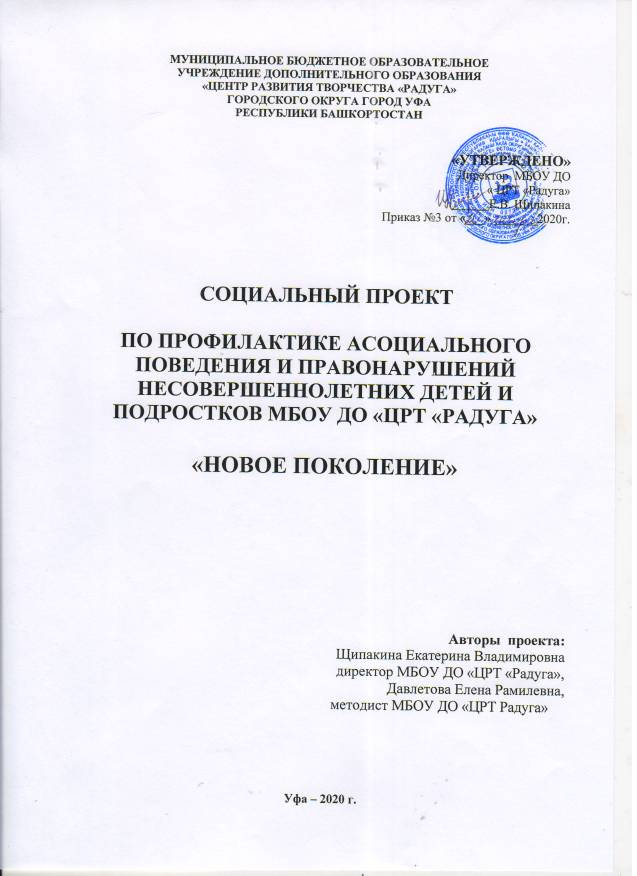 МУНИЦИПАЛЬНОЕ БЮДЖЕТНОЕ ОБРАЗОВАТЕЛЬНОЕ
УЧРЕЖДЕНИЕ ДОПОЛНИТЕЛЬНОГО ОБРАЗОВАНИЯ
«ЦЕНТР РАЗВИТИЯ ТВОРЧЕСТВА «РАДУГА»
ГОРОДСКОГО ОКРУГА ГОРОД УФА
РЕСПУБЛИКИ БАШКОРТОСТАН
«УТВЕРЖДЕНО»
Директор МБОУ ДО
« ЦРТ «Радуга»
Е.В. Щипакина
Приказ №3 от 2020г.
СОЦИАЛЬНЫЙ ПРОЕКТ
ПО ПРОФИЛАКТИКЕ АСОЦИАЛЬНОГО
ПОВЕДЕНИЯ И ПРАВОНАРУШЕНИЙ
НЕСОВЕРШЕННОЛЕТНИХ ДЕТЕЙ И
ПОДРОСТКОВ МБОУ ДО «ЦРТ «РАДУГА»
«НОВОЕ ПОКОЛЕНИЕ»
Авторы проекта:
Щипакина Екатерина Владимировна
директор МБОУ ДО «ЦРТ «Радуга»,
Давлетова Елена Рамилевна,
методист МБОУ ДО «ЦРТ Радуга»
Уфа – 2020 г.